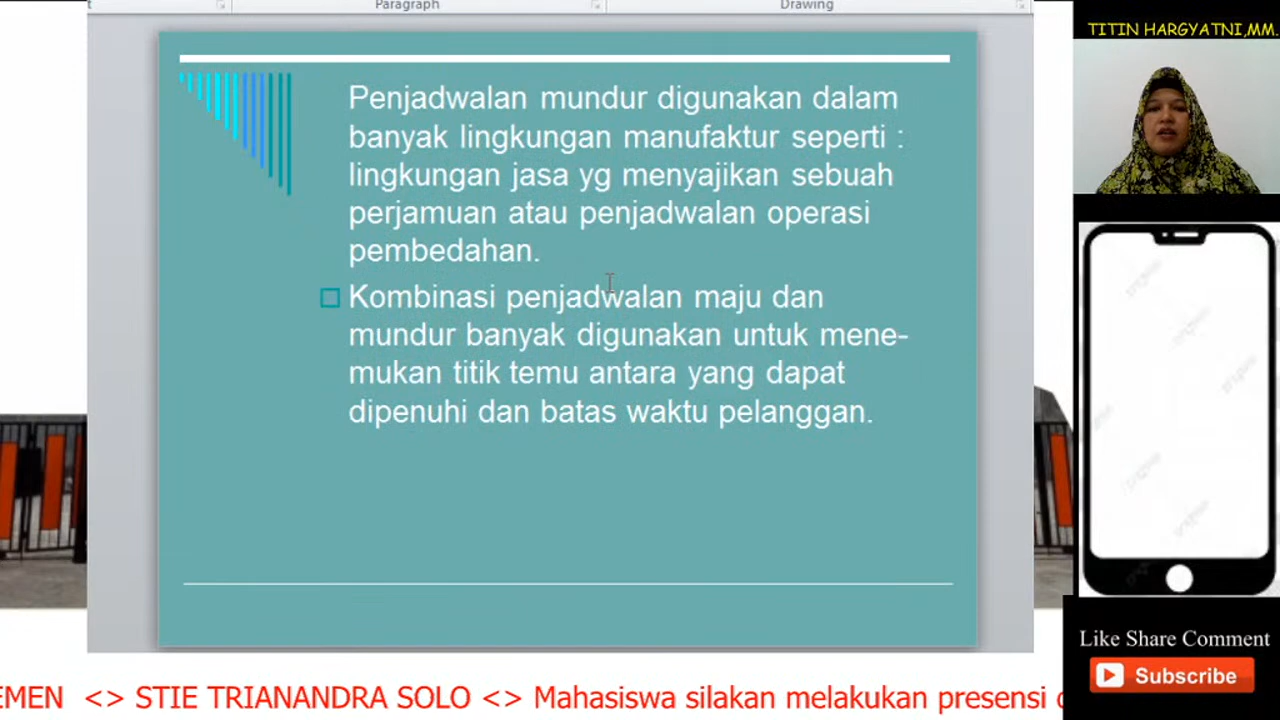 Paragraph
Drawing
TITIN HARGYATNI,MM.
Penjadwalan mundur digunakan dalam
banyak lingkungan manufaktur seperti :
lingkungan jasa yg menyajikan sebuah
perjamuan atau penjadwalan operasi
pembedahan.
Kombinasi penjadwalan maju dan
mundur banyak digunakan untuk mene-
mukan titik temu antara yang dapat
dipenuhi dan batas waktu pelanggan.
Like Share Comment
Subscribe
EMEN <> STIE TRIANANDRA SOLO <> Mahasiswa silakan melakukan presensi